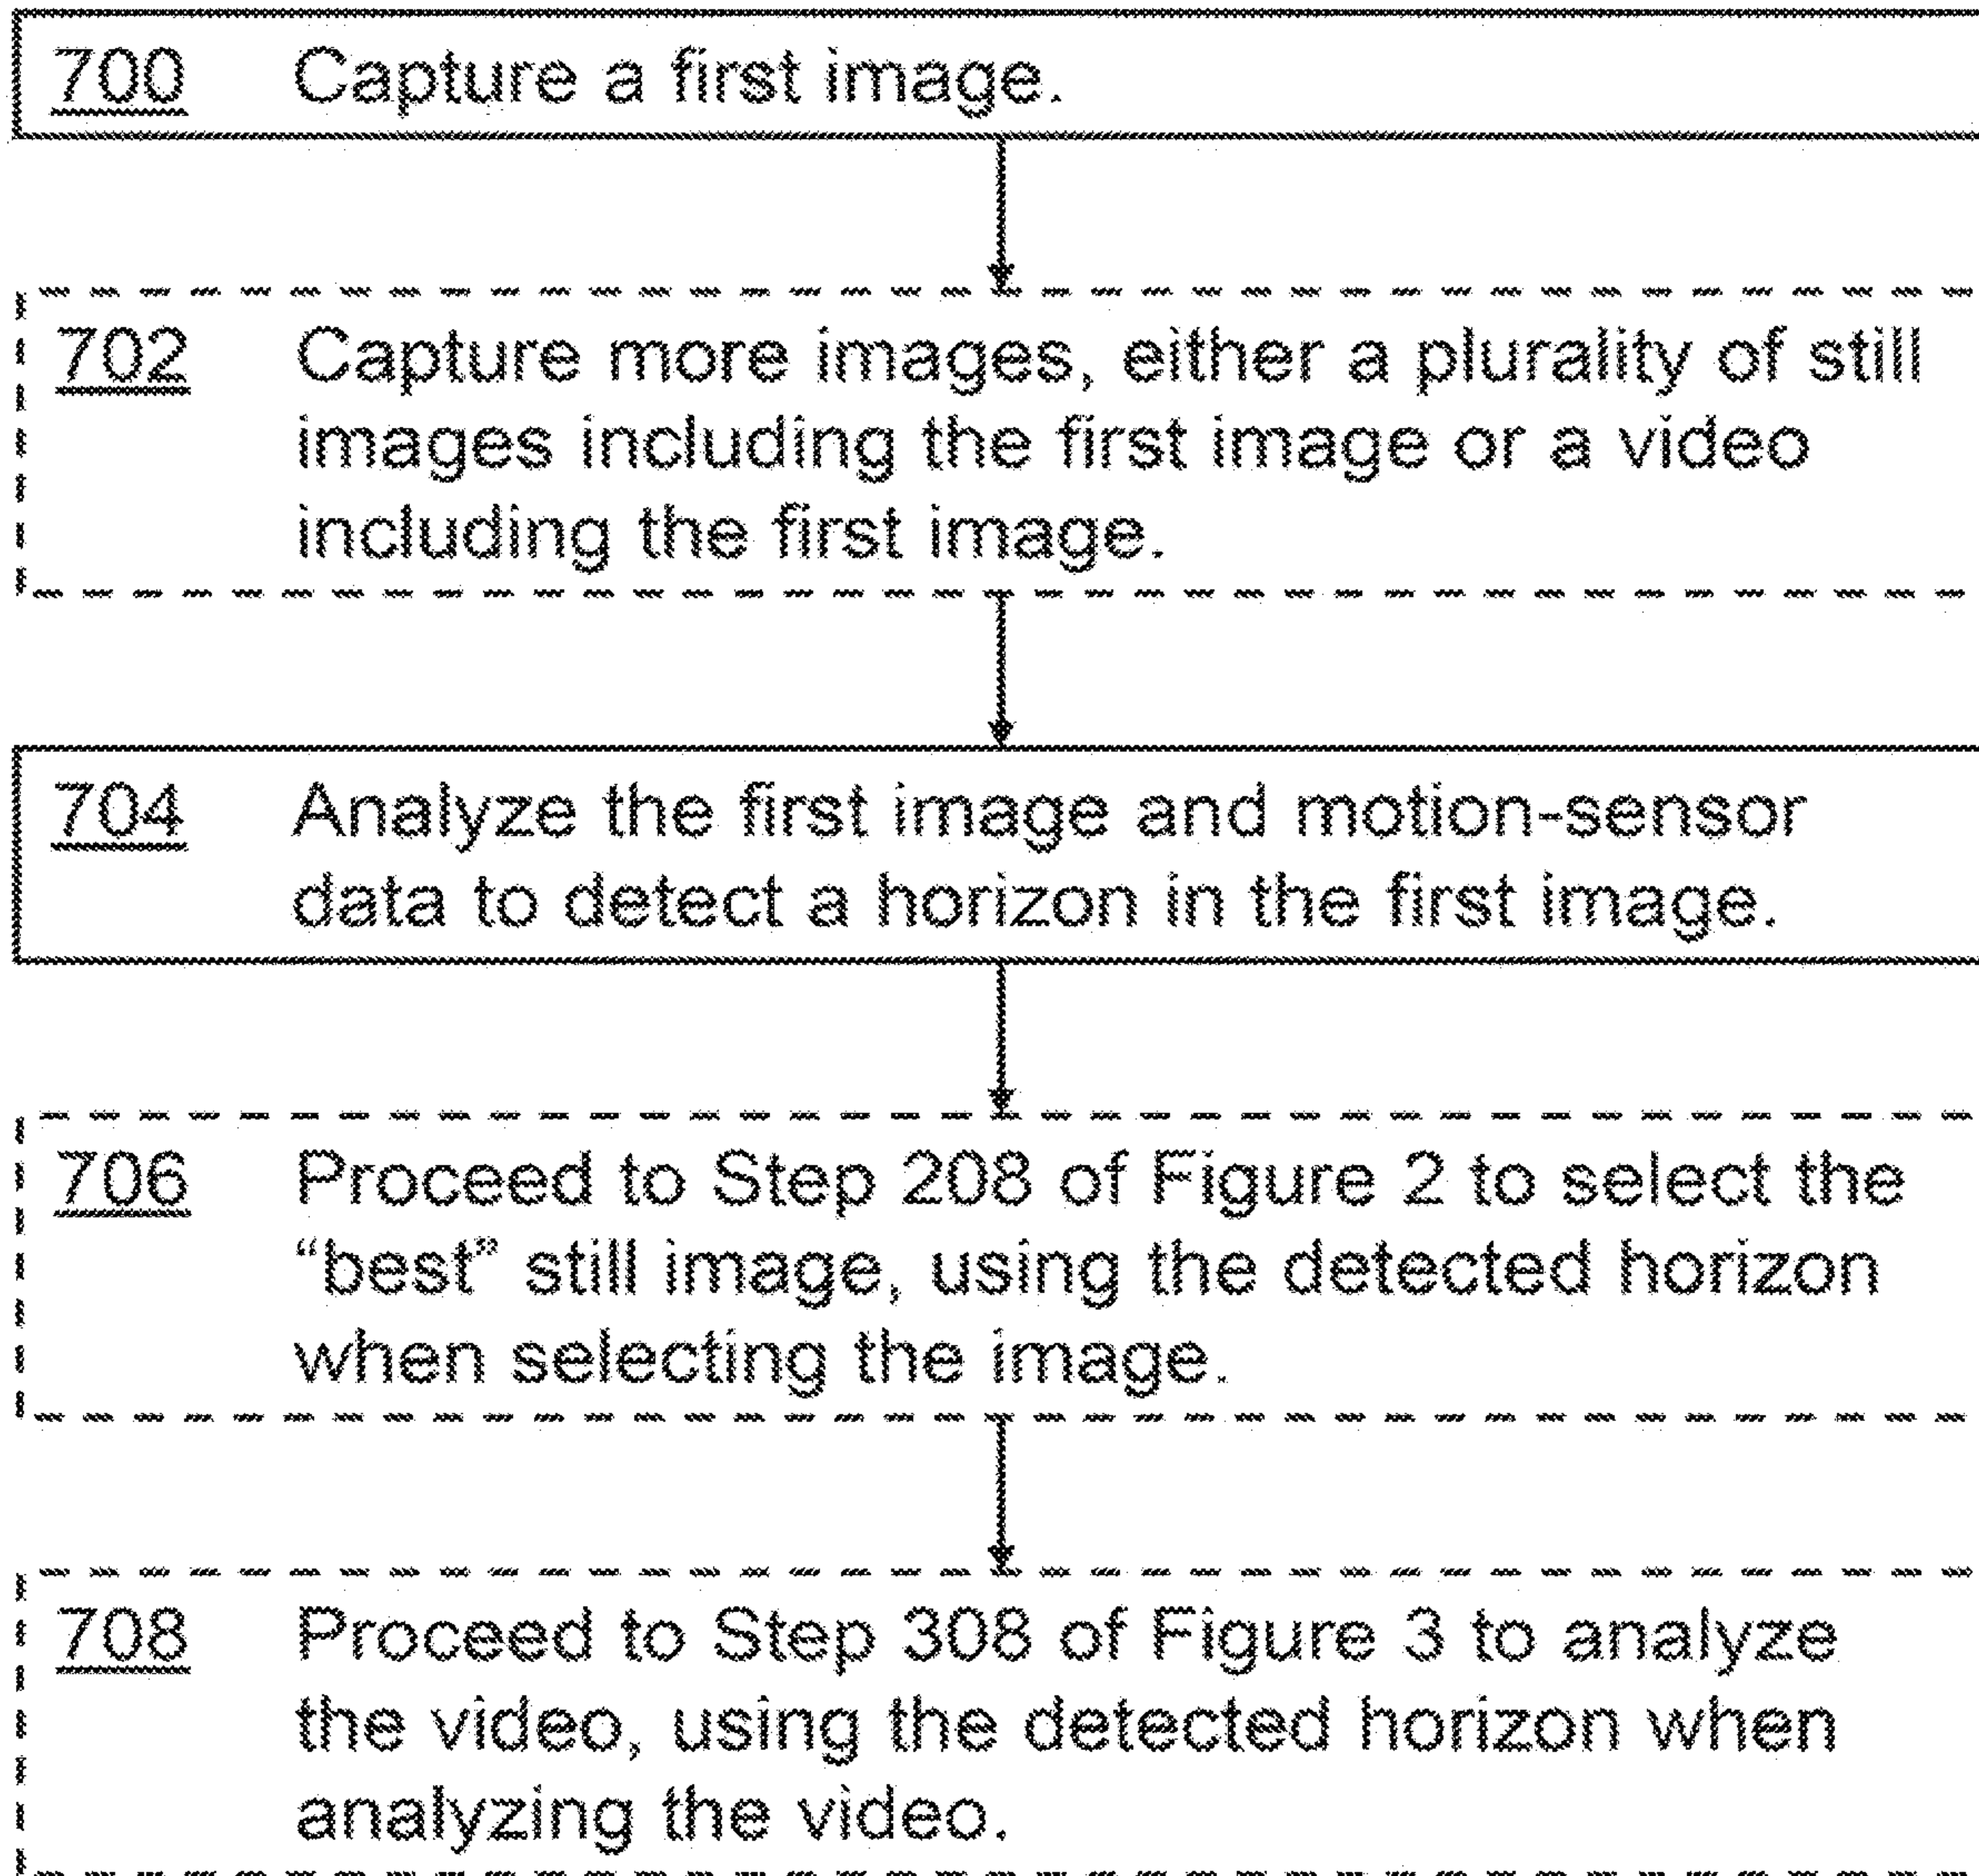 700 Capture a first image.
702 Capture more images, either a plurality of still
images including the first image or a video
including the first image.
704 Analyze the first image and motion-sensor
data to detect a horizon in the first image.
706 Proceed to Step 208 of Figure 2 to select the
“best” still image, using the detected horizon
when selecting the image.
708 Proceed to Step 308 of Figure 3 to analyze
the video, using the detected horizon when
analyzing the video.